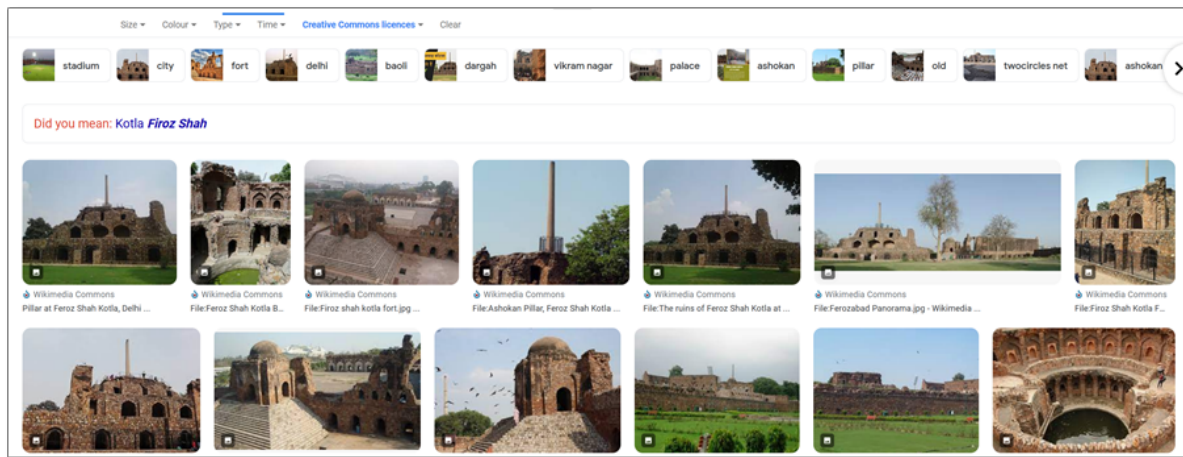 Size Colour Type Time Creative Commons licences Clear
stadium city fort delhi baoli dargah vikram nagar palace ashokan pillar old twocircles net ashokan
Did you mean: Kotla Firoz Shah
Wikimedia Commons Wikimedia Commons Wikimedia Commons Wikimedia Commons Wikimedia Commons Wikimedia Commons Wikimedia Commons
Pillar at Feroz Shah Kotla, Delhi ... File:Feroz Shah Kotla B... File:Firoz shah kotla fort.jpg ... File:Ashokan Pillar, Feroz Shah Kotla ... File:The ruins of Feroz Shah Kotla at ... File:Ferozabad Panorama.jpg - Wikimedia ... File:Firoz Shah Kotla F...